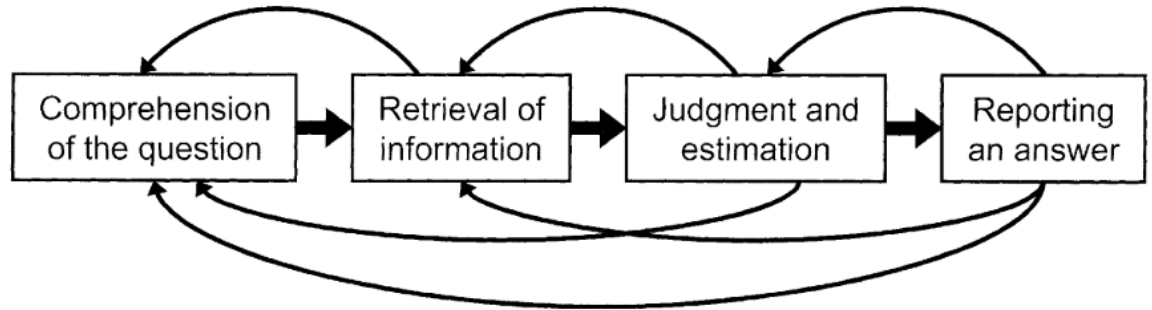 Comprehension
of the question
Retrieval of
information
Judgment and
estimation
Reporting
an answer